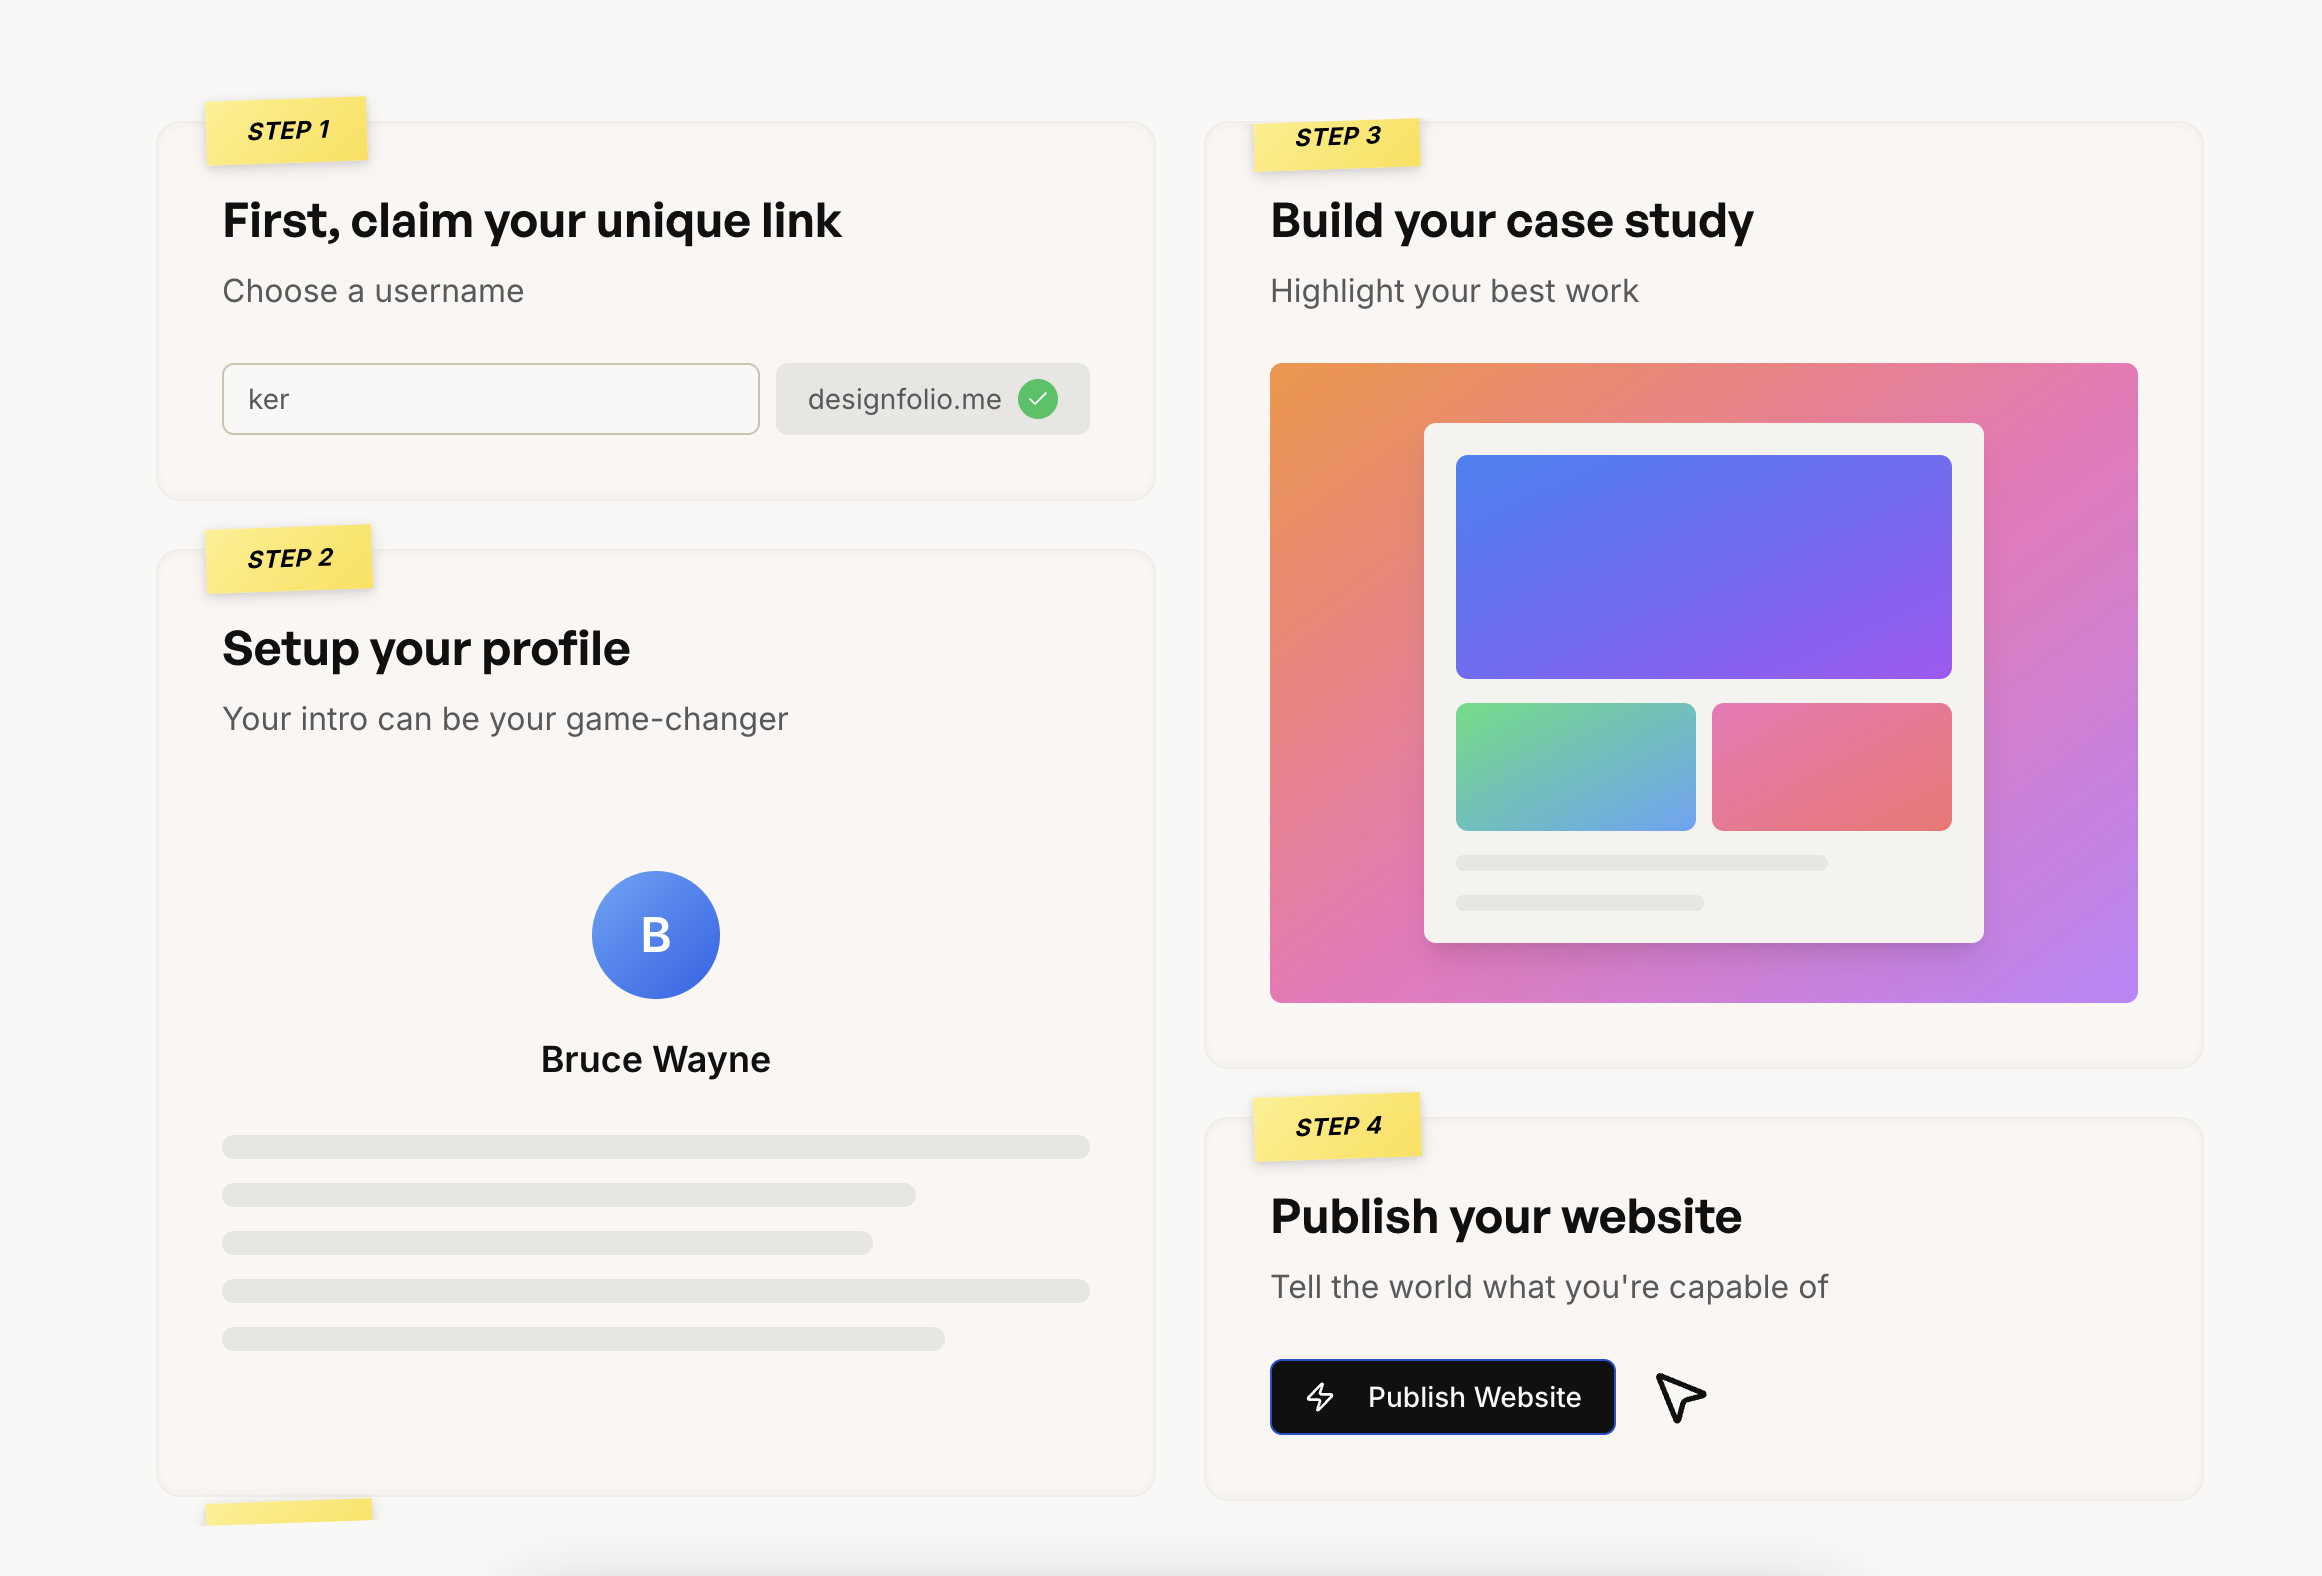 STEP 1
First, claim your unique link
Choose a username
ker
designfolio.me
STEP 2
Setup your profile
Your intro can be your game-changer
B
Bruce Wayne
STEP 3
Build your case study
Highlight your best work
STEP 4
Publish your website
Tell the world what you're capable of
Publish Website